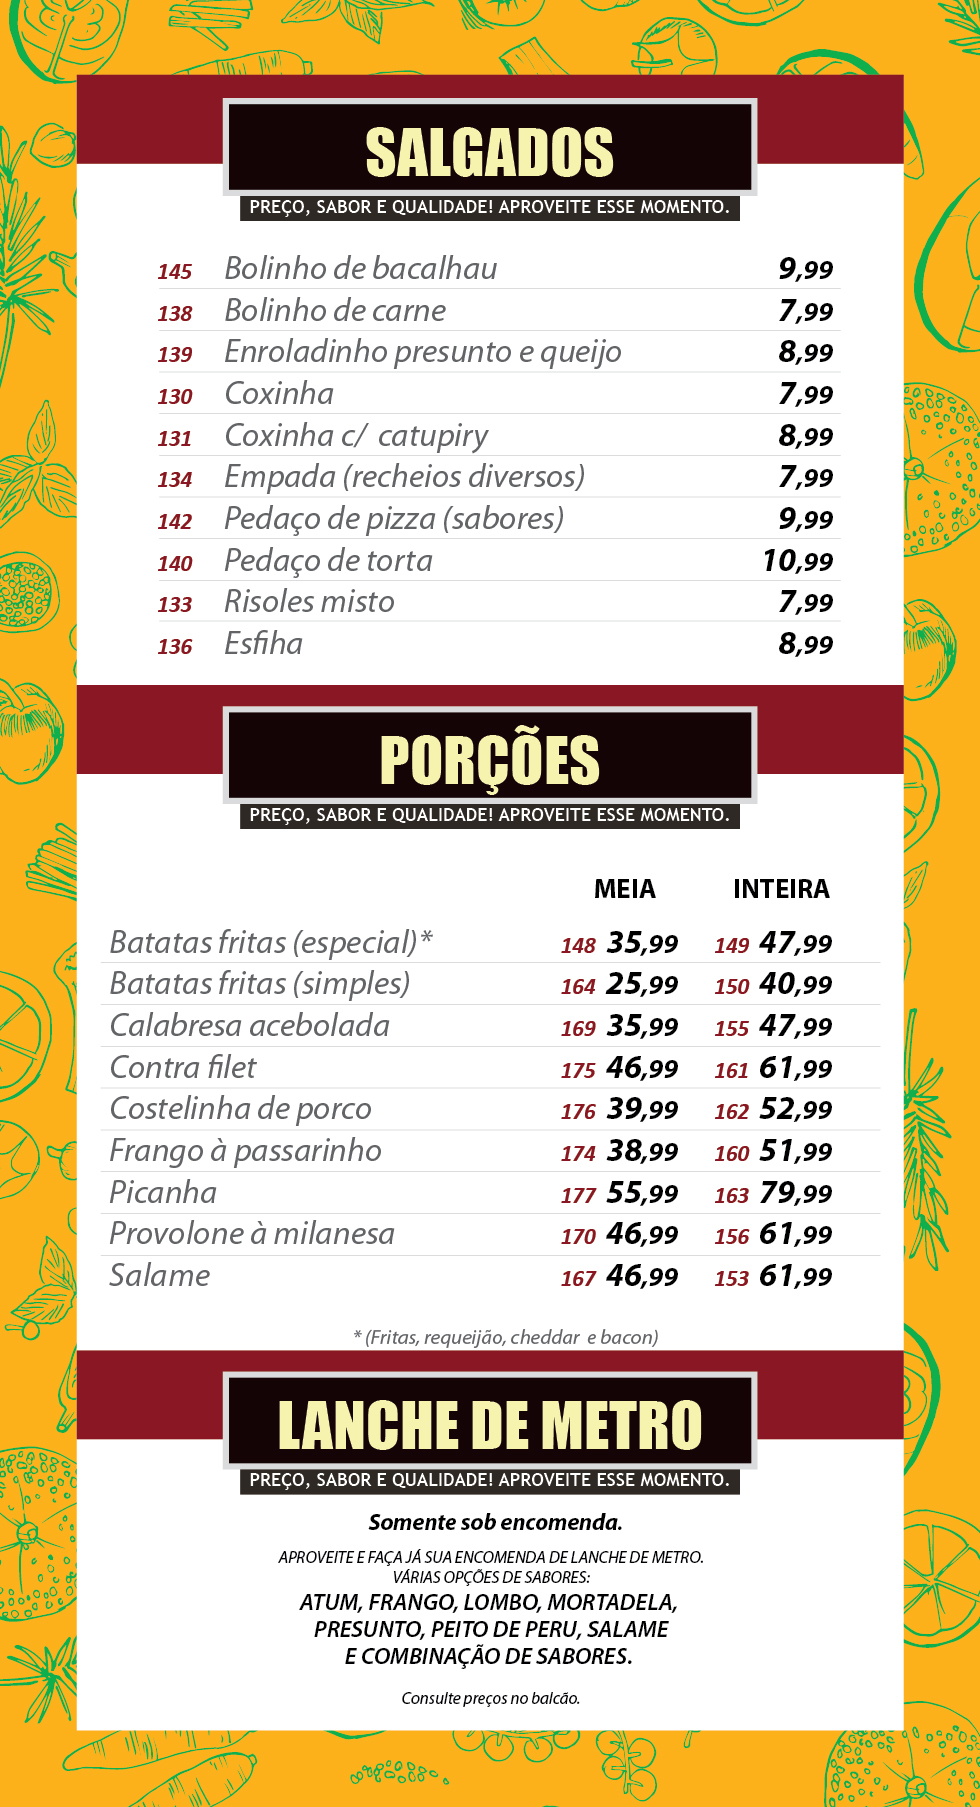 SALGADOS
PREÇO, SABOR E QUALIDADE! APROVEITE ESSE MOMENTO.
145 Bolinho de bacalhau 9,99
138 Bolinho de carne 7,99
139 Enroladinho presunto e queijo 8,99
130 Coxinha 7,99
131 Coxinha c/ catupiry 8,99
134 Empada (recheios diversos) 7,99
142 Pedaço de pizza (sabores) 9,99
140 Pedaço de torta 10,99
133 Risoles misto 7,99
136 Esfiha 8,99
PORÇÕES
PREÇO, SABOR E QUALIDADE! APROVEITE ESSE MOMENTO.
MEIA INTEIRA
Batatas fritas (especial)* 148 35,99 149 47,99
Batatas fritas (simples) 164 25,99 150 40,99
Calabresa acebolada 169 35,99 155 47,99
Contra filet 175 46,99 161 61,99
Costelinha de porco 176 39,99 162 52,99
Frango à passarinho 174 38,99 160 51,99
Picanha 177 55,99 163 79,99
Provolone à milanesa 170 46,99 156 61,99
Salame 167 46,99 153 61,99
* (Fritas, requeijão, cheddar e bacon)
LANCHE DE METRO
PREÇO, SABOR E QUALIDADE! APROVEITE ESSE MOMENTO.
Somente sob encomenda.
APROVEITE E FAÇA JÁ SUA ENCOMENDA DE LANCHE DE METRO.
VÁRIAS OPÇÕES DE SABORES:
ATUM, FRANGO, LOMBO, MORTADELA,
PRESUNTO, PEITO DE PERU, SALAME
E COMBINAÇÃO DE SABORES.
Consulte preços no balcão.